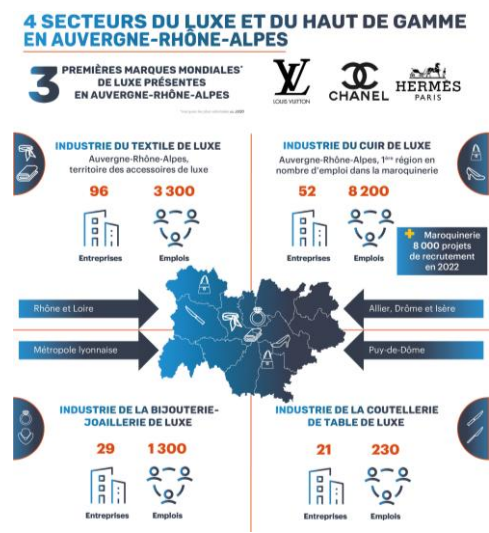 4 SECTEURS DU LUXE ET DU HAUT DE GAMME
EN AUVERGNE-RHÔNE-ALPES
3
PREMIÈRES MARQUES MONDIALES*
DE LUXE PRÉSENTES
EN AUVERGNE-RHÔNE-ALPES
LV
LOUIS VUITTON
CHANEL
HERMÈS
PARIS
INDUSTRIE DU TEXTILE DE LUXE
Auvergne-Rhône-Alpes,
territoire des accessoires de luxe
96
3 300
Entreprises
Emplois
INDUSTRIE DU CUIR DE LUXE
Auvergne-Rhône-Alpes, 1ère région en
nombre d'emploi dans la maroquinerie
52
8 200
Entreprises
Emplois
+ Maroquinerie
8 000 projets
de recrutement
en 2022
Rhône et Loire
Allier, Drôme et Isère
Métropole lyonnaise
Puy-de-Dôme
INDUSTRIE DE LA BIJOUTERIE-
JOAILLERIE DE LUXE
29
1 300
Entreprises
Emplois
INDUSTRIE DE LA COUTELLERIE
DE TABLE DE LUXE
21
230
Entreprises
Emplois